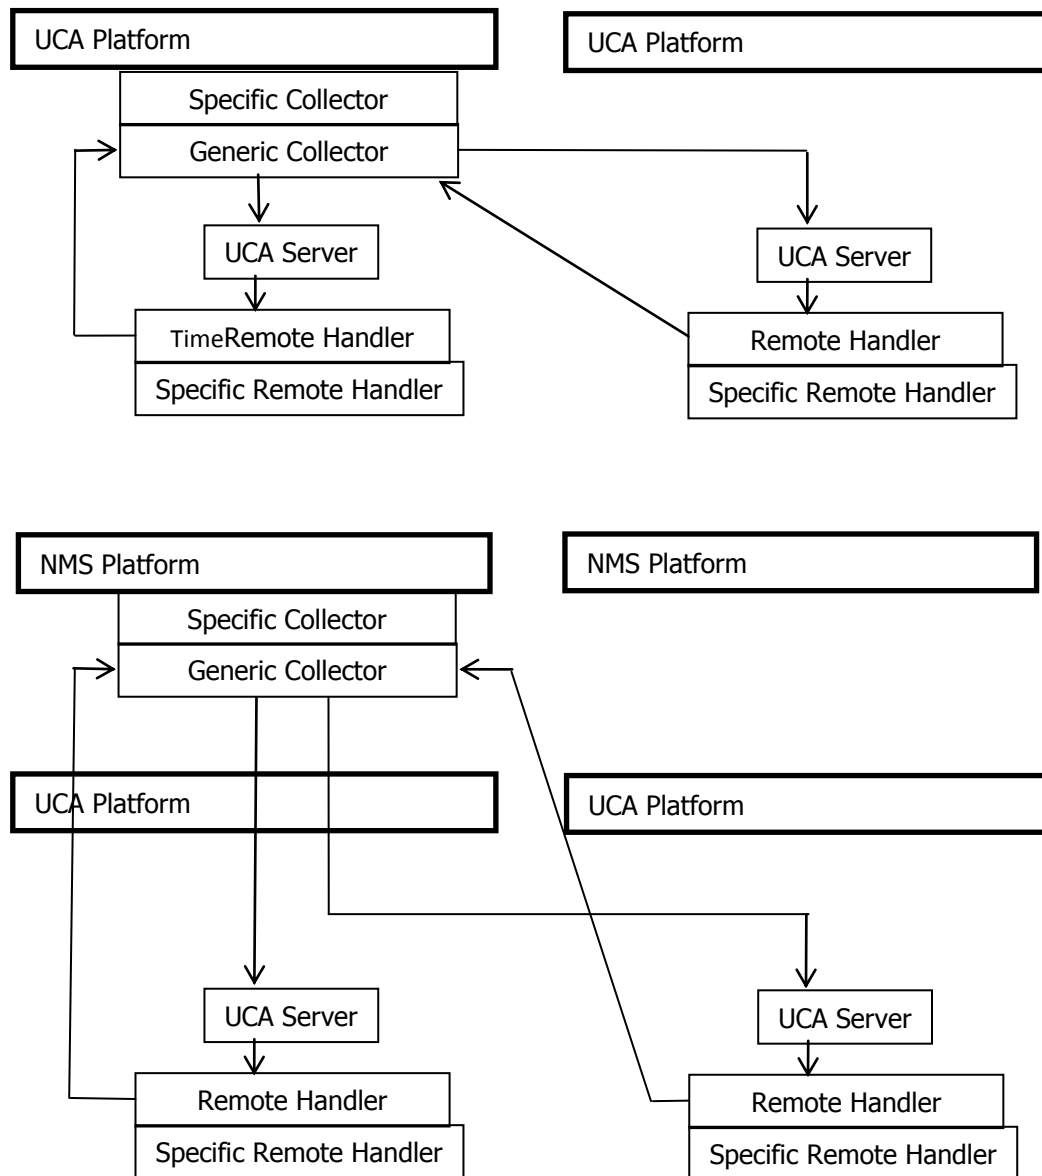 UCA Platform
UCA Platform
Specific Collector
Generic Collector
UCA Server
UCA Server
TimeRemote Handler
Remote Handler
Specific Remote Handler
Specific Remote Handler
NMS Platform
NMS Platform
Specific Collector
Generic Collector
UCA Platform
UCA Platform
UCA Server
UCA Server
Remote Handler
Remote Handler
Specific Remote Handler
Specific Remote Handler